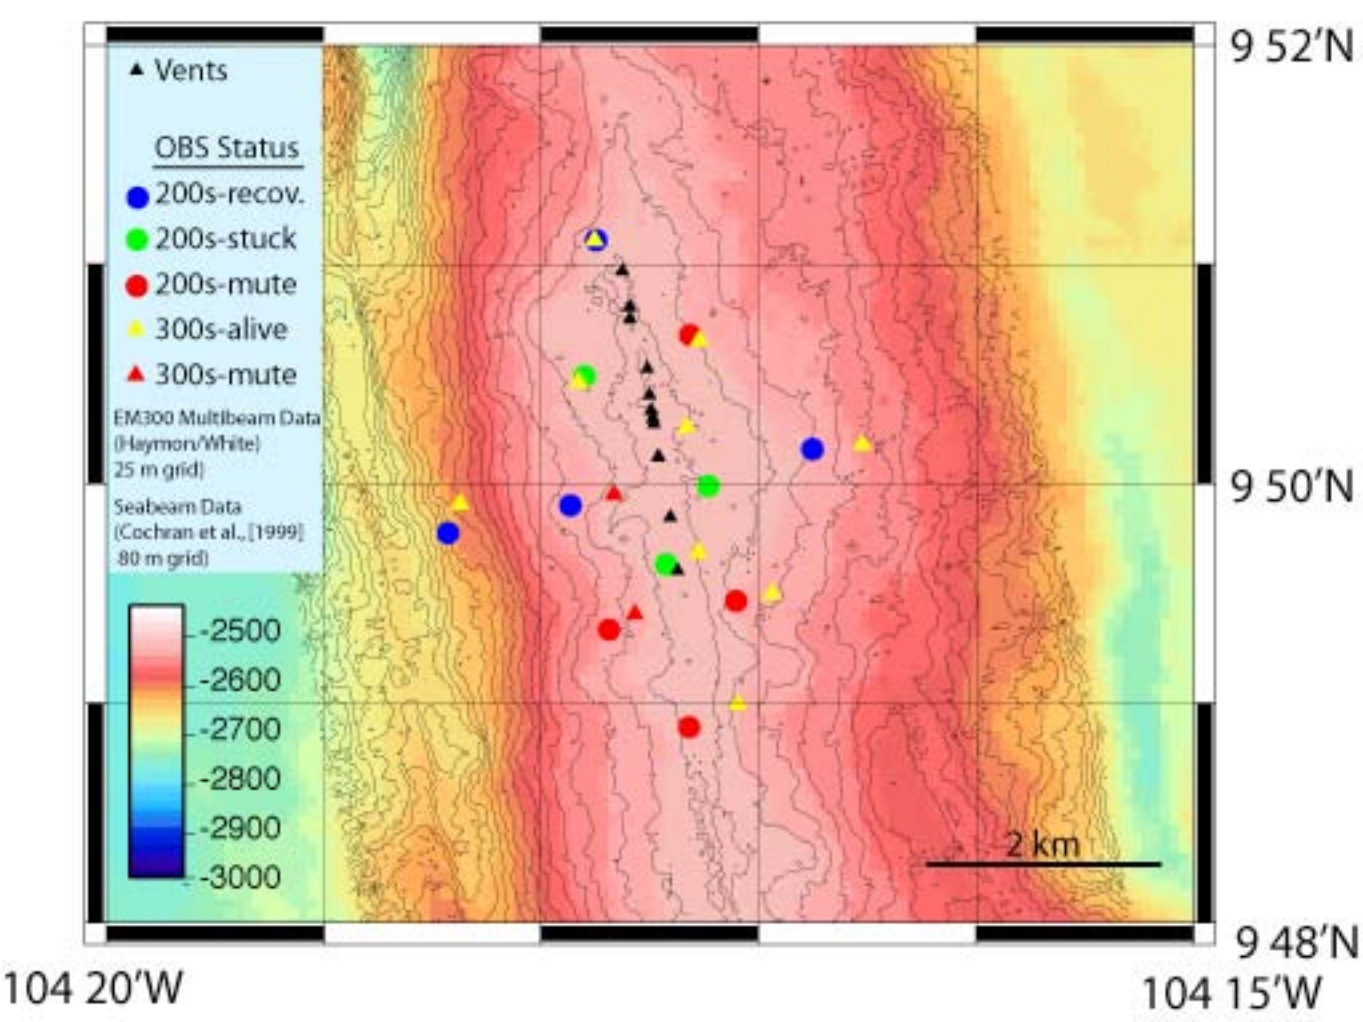 9 52'N
Vents
OBS Status
200s-recov.
200s-stuck
200s-mute
300s-alive
300s-mute
EM300 Multibeam Data
(Haymon/White)
25 m grid)
Seabeam Data
(Cochran et al., [1999]
80 m grid)
9 50'N
-2500
-2600
-2700
-2800
-2900
-3000
2 km
9 48'N
104 20'W
104 15'W